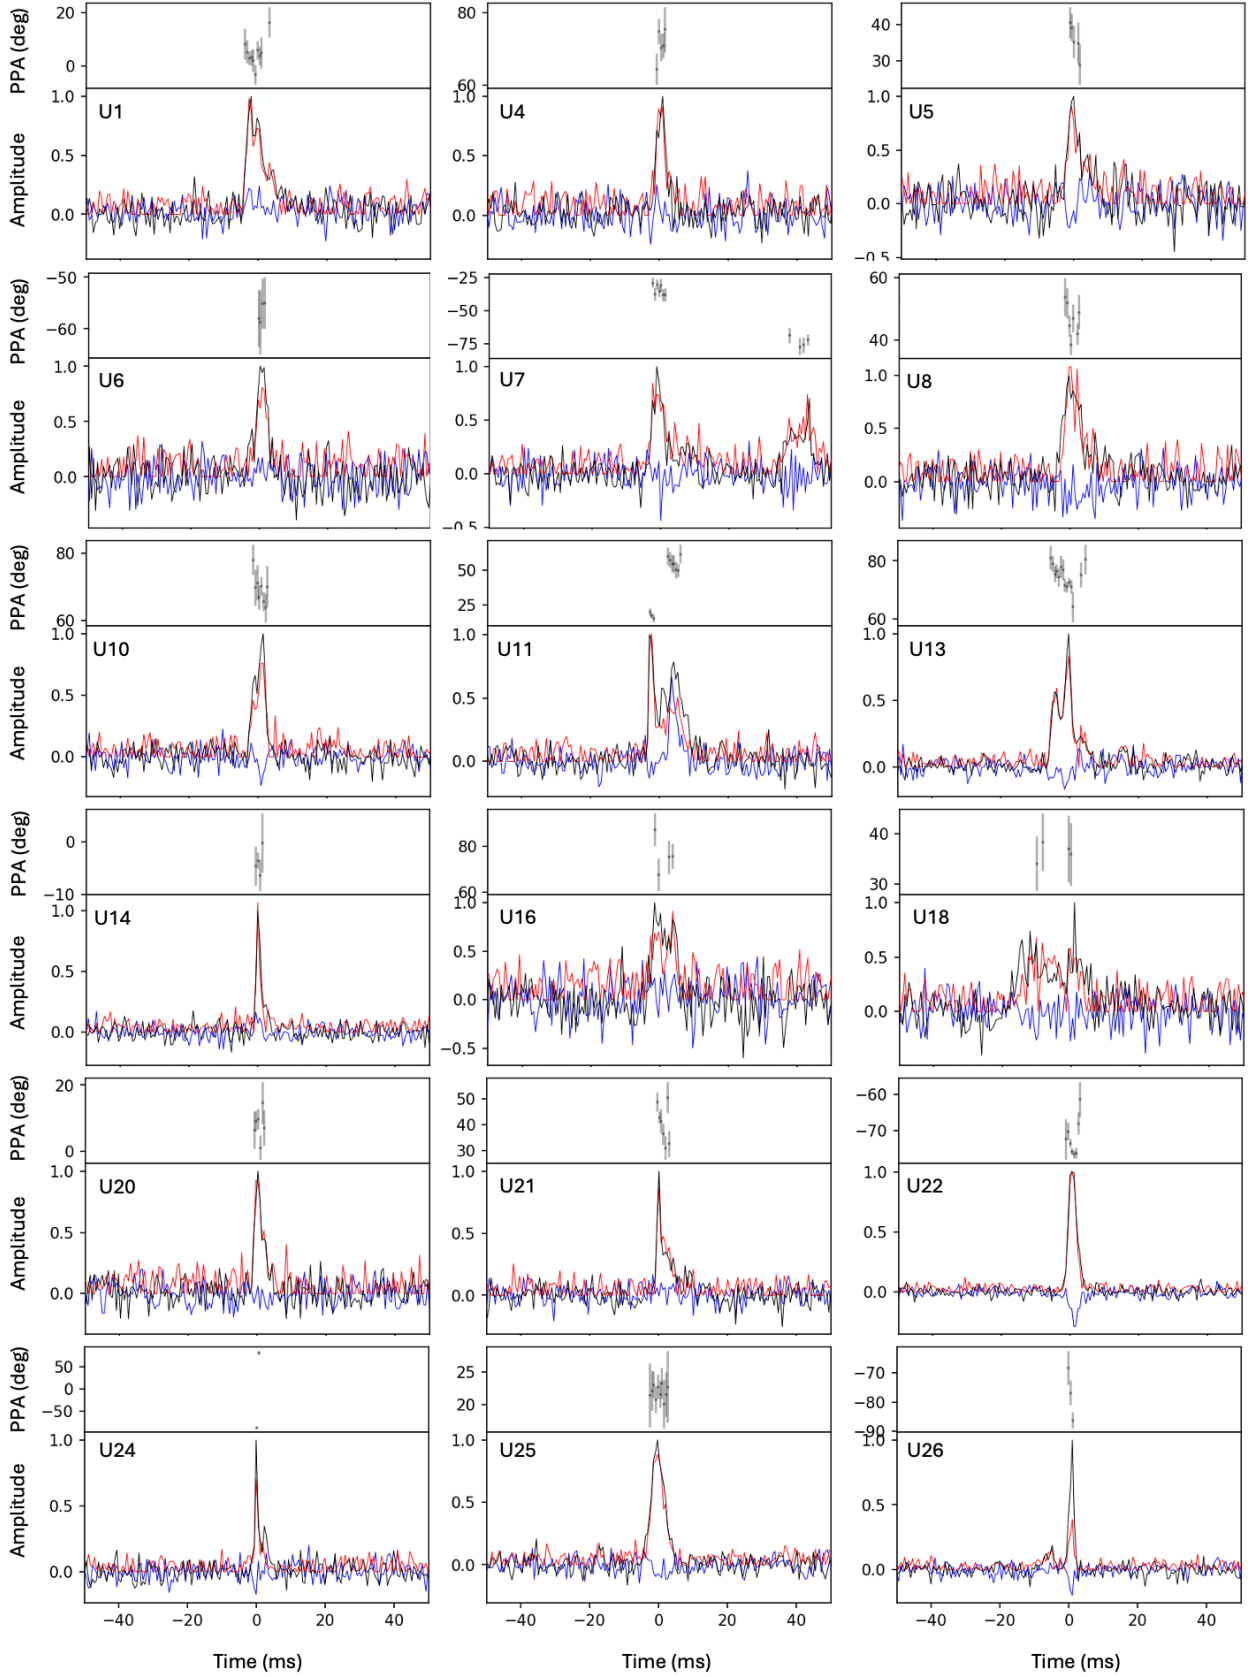 PPA (deg) 20 0 80 60 40 30
Amplitude 1.0 0.5 0.0 U1 1.0 0.5 0.0 U4 1.0 0.5 0.0 −0.5 U5
PPA (deg) −50 −60 −25 −50 −75 60 40
Amplitude 1.0 0.5 0.0 U6 1.0 0.5 0.0 −0.5 U7 1.0 0.5 0.0 U8
PPA (deg) 80 60 50 25 80 60
Amplitude 1.0 0.5 0.0 U10 1.0 0.5 0.0 U11 1.0 0.5 0.0 U13
PPA (deg) 0 −10 80 60 40 30
Amplitude 1.0 0.5 0.0 U14 1.0 0.5 0.0 −0.5 U16 1.0 0.5 0.0 U18
PPA (deg) 20 0 50 40 30 −60 −70
Amplitude 1.0 0.5 0.0 U20 1.0 0.5 0.0 U21 1.0 0.5 0.0 U22
PPA (deg) 50 0 −50 25 20 −70 −80 −90
Amplitude 1.0 0.5 0.0 U24 1.0 0.5 0.0 U25 1.0 0.5 0.0 U26
−40 −20 0 20 40 −40 −20 0 20 40 −40 −20 0 20 40
Time (ms) Time (ms) Time (ms)